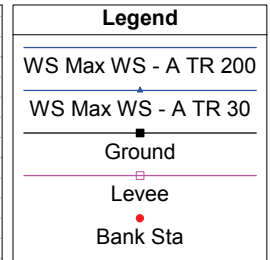 Legend
WS Max WS - A TR 200
WS Max WS - A TR 30
Ground
Levee
Bank Sta